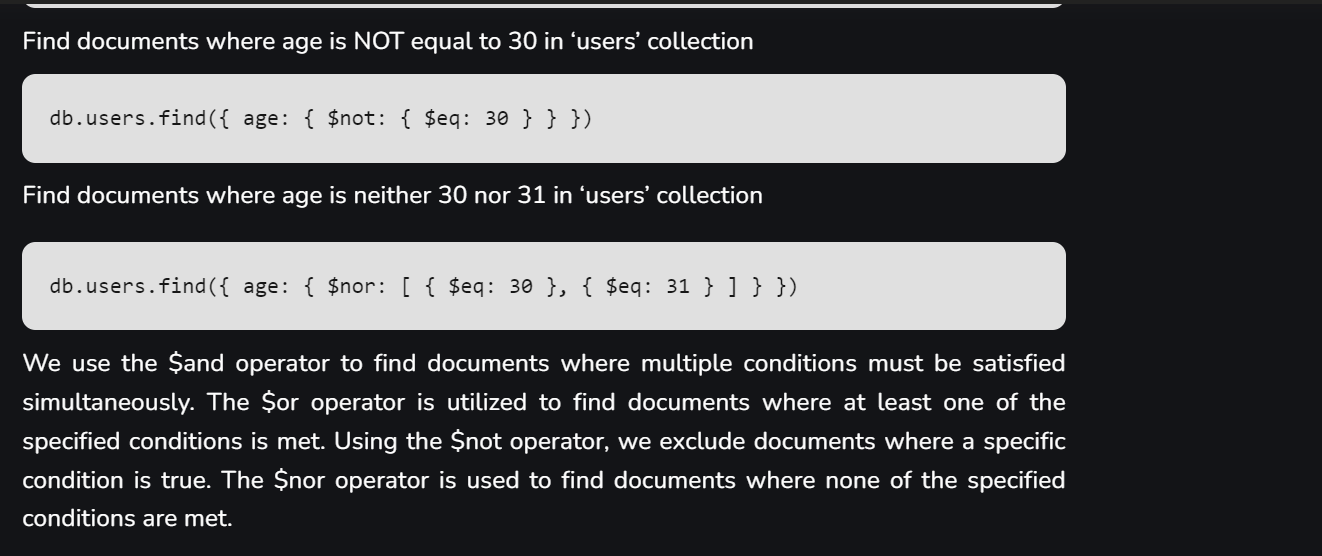 Find documents where age is NOT equal to 30 in ‘users’ collection
db.users.find({ age: { $not: { $eq: 30 } } })
Find documents where age is neither 30 nor 31 in ‘users’ collection
db.users.find({ age: { $nor: [ { $eq: 30 }, { $eq: 31 } ] } })
We use the $and operator to find documents where multiple conditions must be satisfied
simultaneously. The $or operator is utilized to find documents where at least one of the
specified conditions is met. Using the $not operator, we exclude documents where a specific
condition is true. The $nor operator is used to find documents where none of the specified
conditions are met.